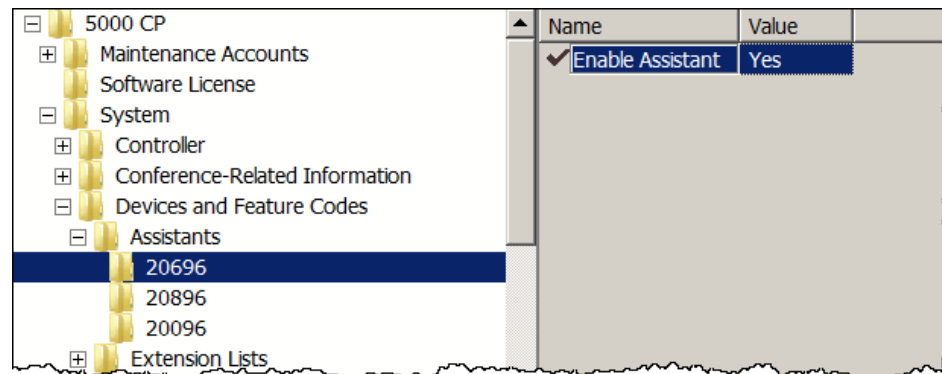 5000 CP
Maintenance Accounts
Software License
System
Controller
Conference-Related Information
Devices and Feature Codes
Assistants
20696
20896
20096
Extension Lists
Name Value
Enable Assistant Yes